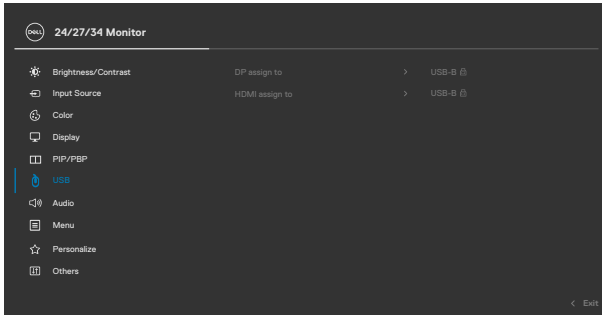 DELL 24/27/34 Monitor
Brightness/Contrast DP assign to > USB-B
Input Source HDMI assign to > USB-B
Color
Display
PIP/PBP
USB
Audio
Menu
Personalize
Others
< Exit